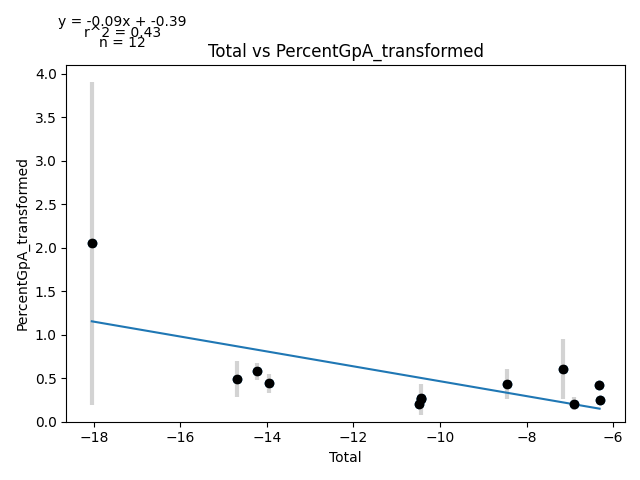 y = -0.09x + -0.39
r^2 = 0.43
n = 12
Total vs PercentGpA_transformed
4.0
3.5
3.0
2.5
2.0
1.5
1.0
0.5
0.0
PercentGpA_transformed
−18
−16
−14
−12
−10
−8
−6
Total